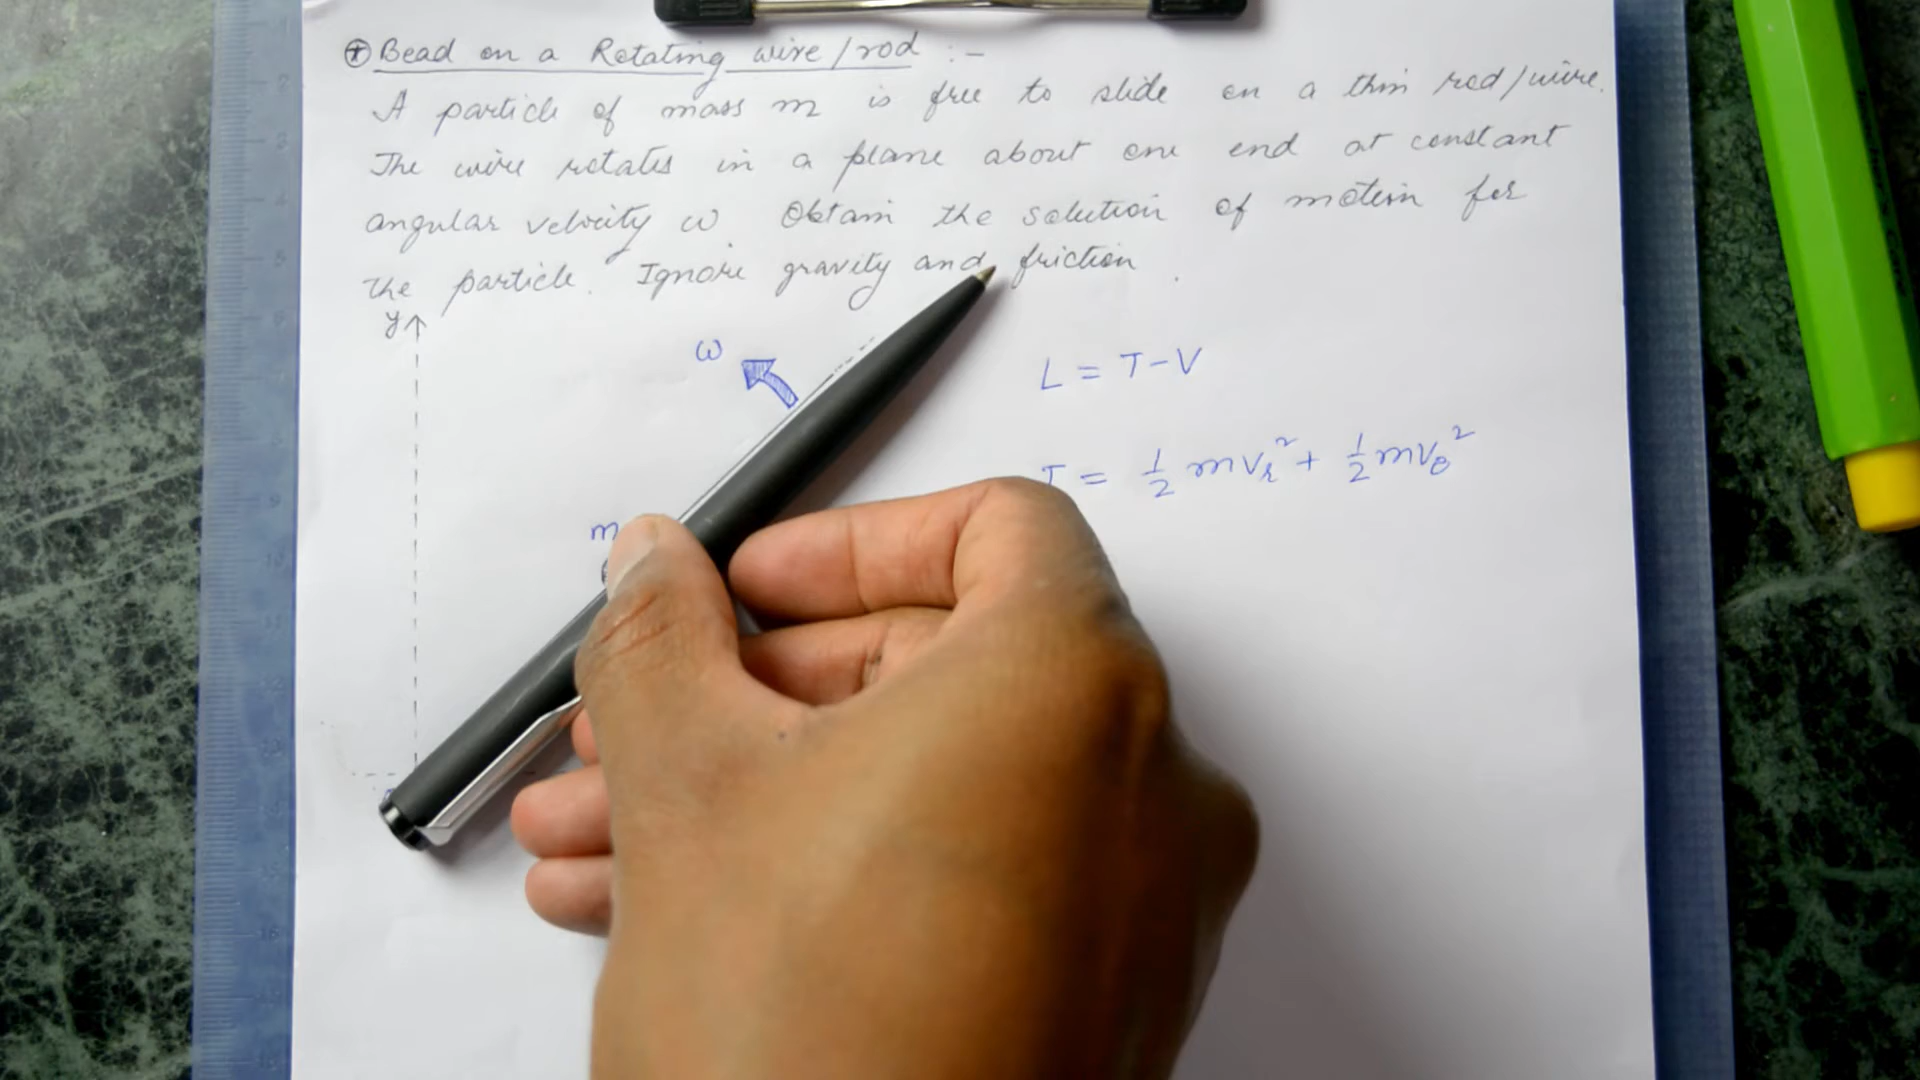 ⊕ Bead on a Rotating wire/rod :-
A particle of mass m is free to slide on a thin rod/wire.
The wire rotates in a plane about one end at constant
angular velocity ω Obtain the solution of motion for
the particle. Ignore gravity and friction.
y
ω
L = T - V
T = 1/2 mvᵣ² + 1/2 mv_θ²
m